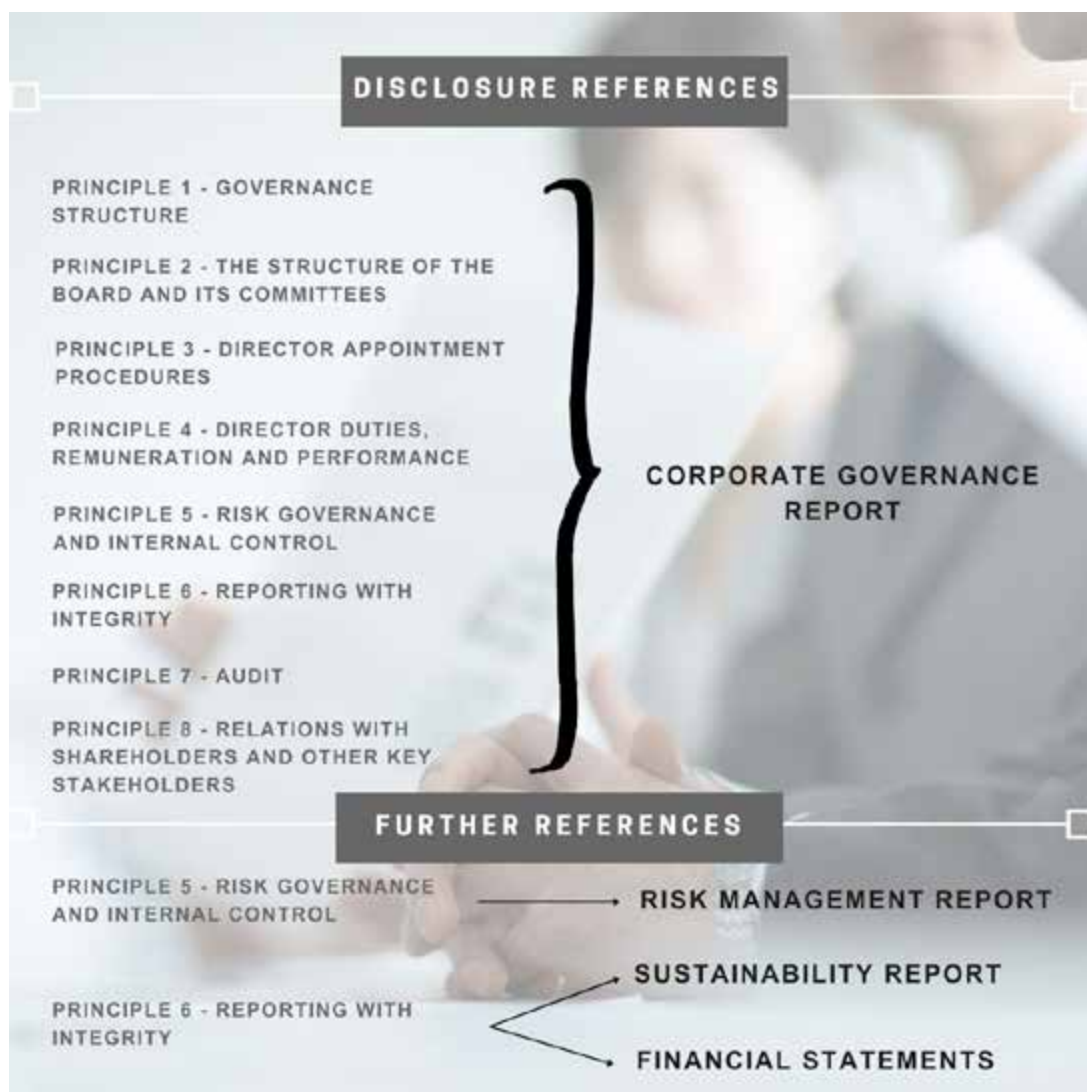 DISCLOSURE REFERENCES
PRINCIPLE 1 - GOVERNANCE
STRUCTURE
PRINCIPLE 2 - THE STRUCTURE OF THE
BOARD AND ITS COMMITTEES
PRINCIPLE 3 - DIRECTOR APPOINTMENT
PROCEDURES
PRINCIPLE 4 - DIRECTOR DUTIES,
REMUNERATION AND PERFORMANCE
PRINCIPLE 5 - RISK GOVERNANCE
AND INTERNAL CONTROL
PRINCIPLE 6 - REPORTING WITH
INTEGRITY
PRINCIPLE 7 - AUDIT
PRINCIPLE 8 - RELATIONS WITH
SHAREHOLDERS AND OTHER KEY
STAKEHOLDERS
CORPORATE GOVERNANCE
REPORT
FURTHER REFERENCES
PRINCIPLE 5 - RISK GOVERNANCE
AND INTERNAL CONTROL
RISK MANAGEMENT REPORT
PRINCIPLE 6 - REPORTING WITH
INTEGRITY
SUSTAINABILITY REPORT
FINANCIAL STATEMENTS